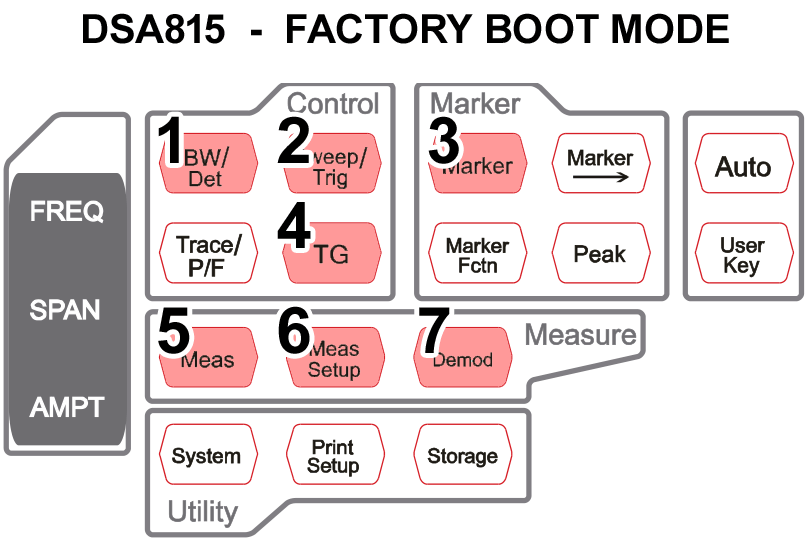 DSA815 - FACTORY BOOT MODE
Control
Marker
1
BW/
Det
2
weep/
Trig
3
Marker
Marker
Auto
FREQ
Trace/
P/F
4
TG
Marker
Fctn
Peak
User
Key
SPAN
5
Meas
6
Meas
Setup
7
Demod
Measure
AMPT
System
Print
Setup
Storage
Utility